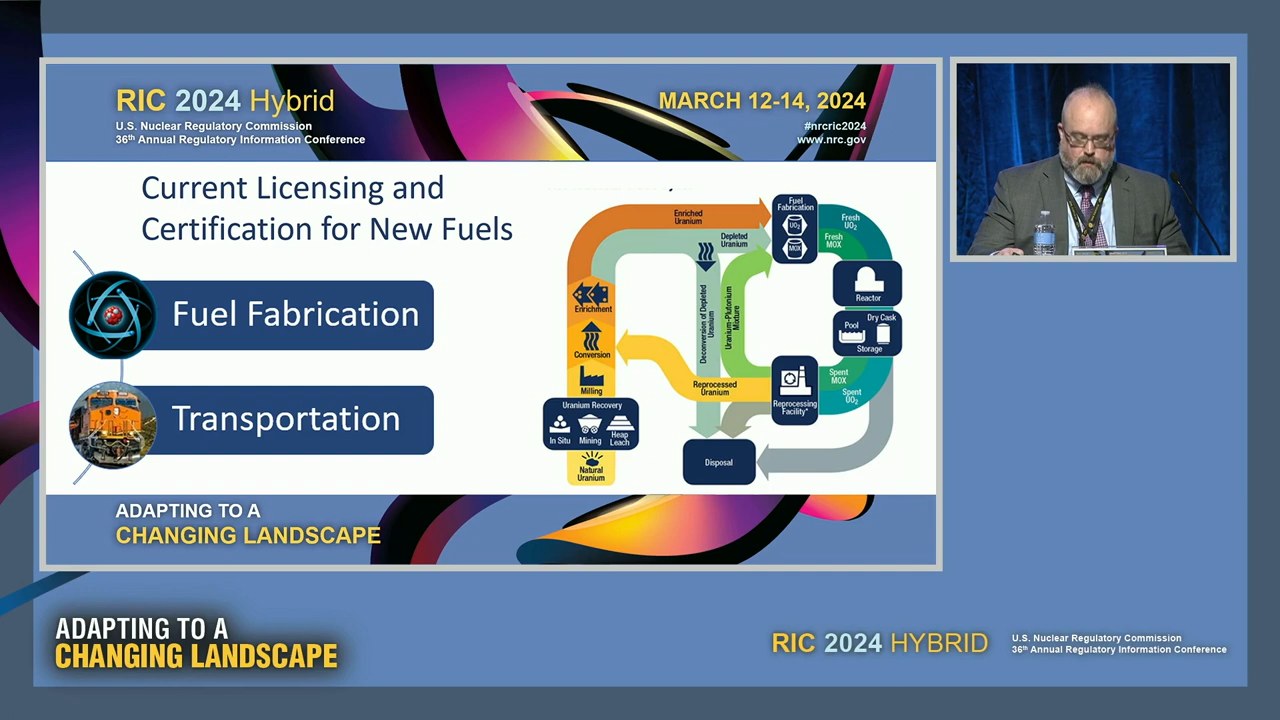 RIC 2024 Hybrid
U.S. Nuclear Regulatory Commission
36th Annual Regulatory Information Conference
MARCH 12-14, 2024
#nrcric2024
www.nrc.gov
Current Licensing and
Certification for New Fuels
Fuel Fabrication
Transportation
Enriched
Uranium
Depleted
Uranium
Fuel
Fabrication
UO2
MOX
Fresh
UO2
Fresh
MOX
Reactor
Dry Cask
Pool
Storage
Enrichment
Conversion
Milling
Uranium Recovery
In Situ
Mining
Heap
Leach
Natural
Uranium
Deconversion of Depleted
Uranium
Uranium-Plutonium
Mixture
Reprocessed
Uranium
Reprocessing
Facility*
Spent
MOX
Spent
UO2
Disposal
ADAPTING TO A
CHANGING LANDSCAPE
ADAPTING TO A
CHANGING LANDSCAPE
RIC 2024 HYBRID
U.S. Nuclear Regulatory Commission
36th Annual Regulatory Information Conference